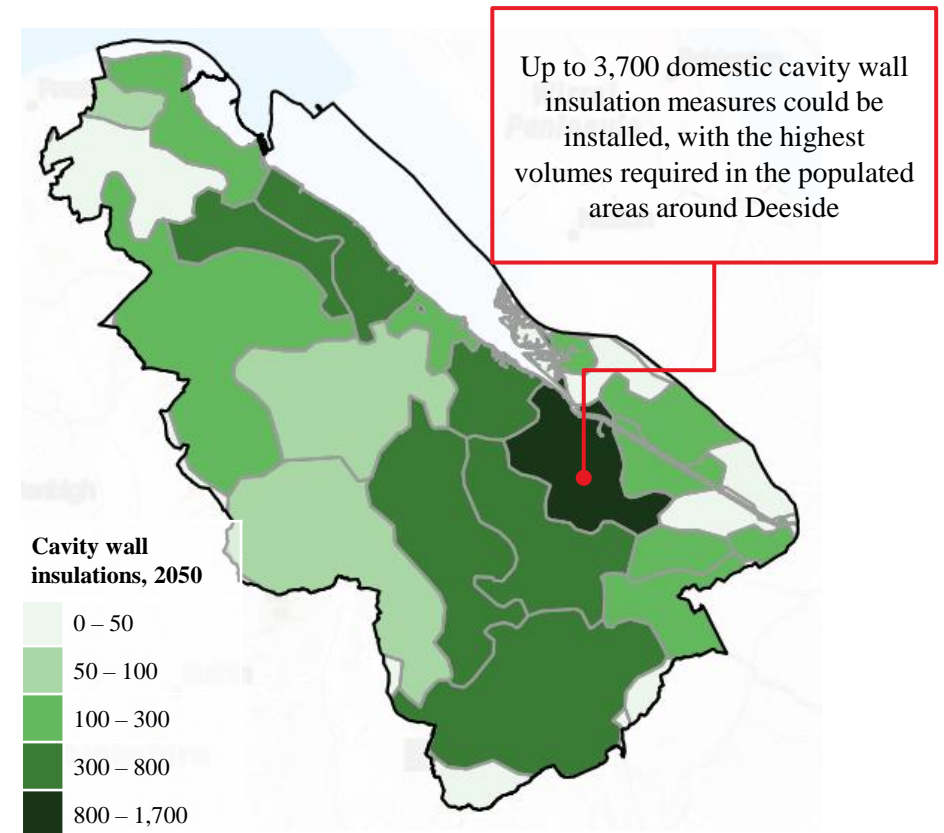 Up to 3,700 domestic cavity wall
insulation measures could be
installed, with the highest
volumes required in the populated
areas around Deeside
Cavity wall
insulations, 2050
0 – 50
50 – 100
100 – 300
300 – 800
800 – 1,700